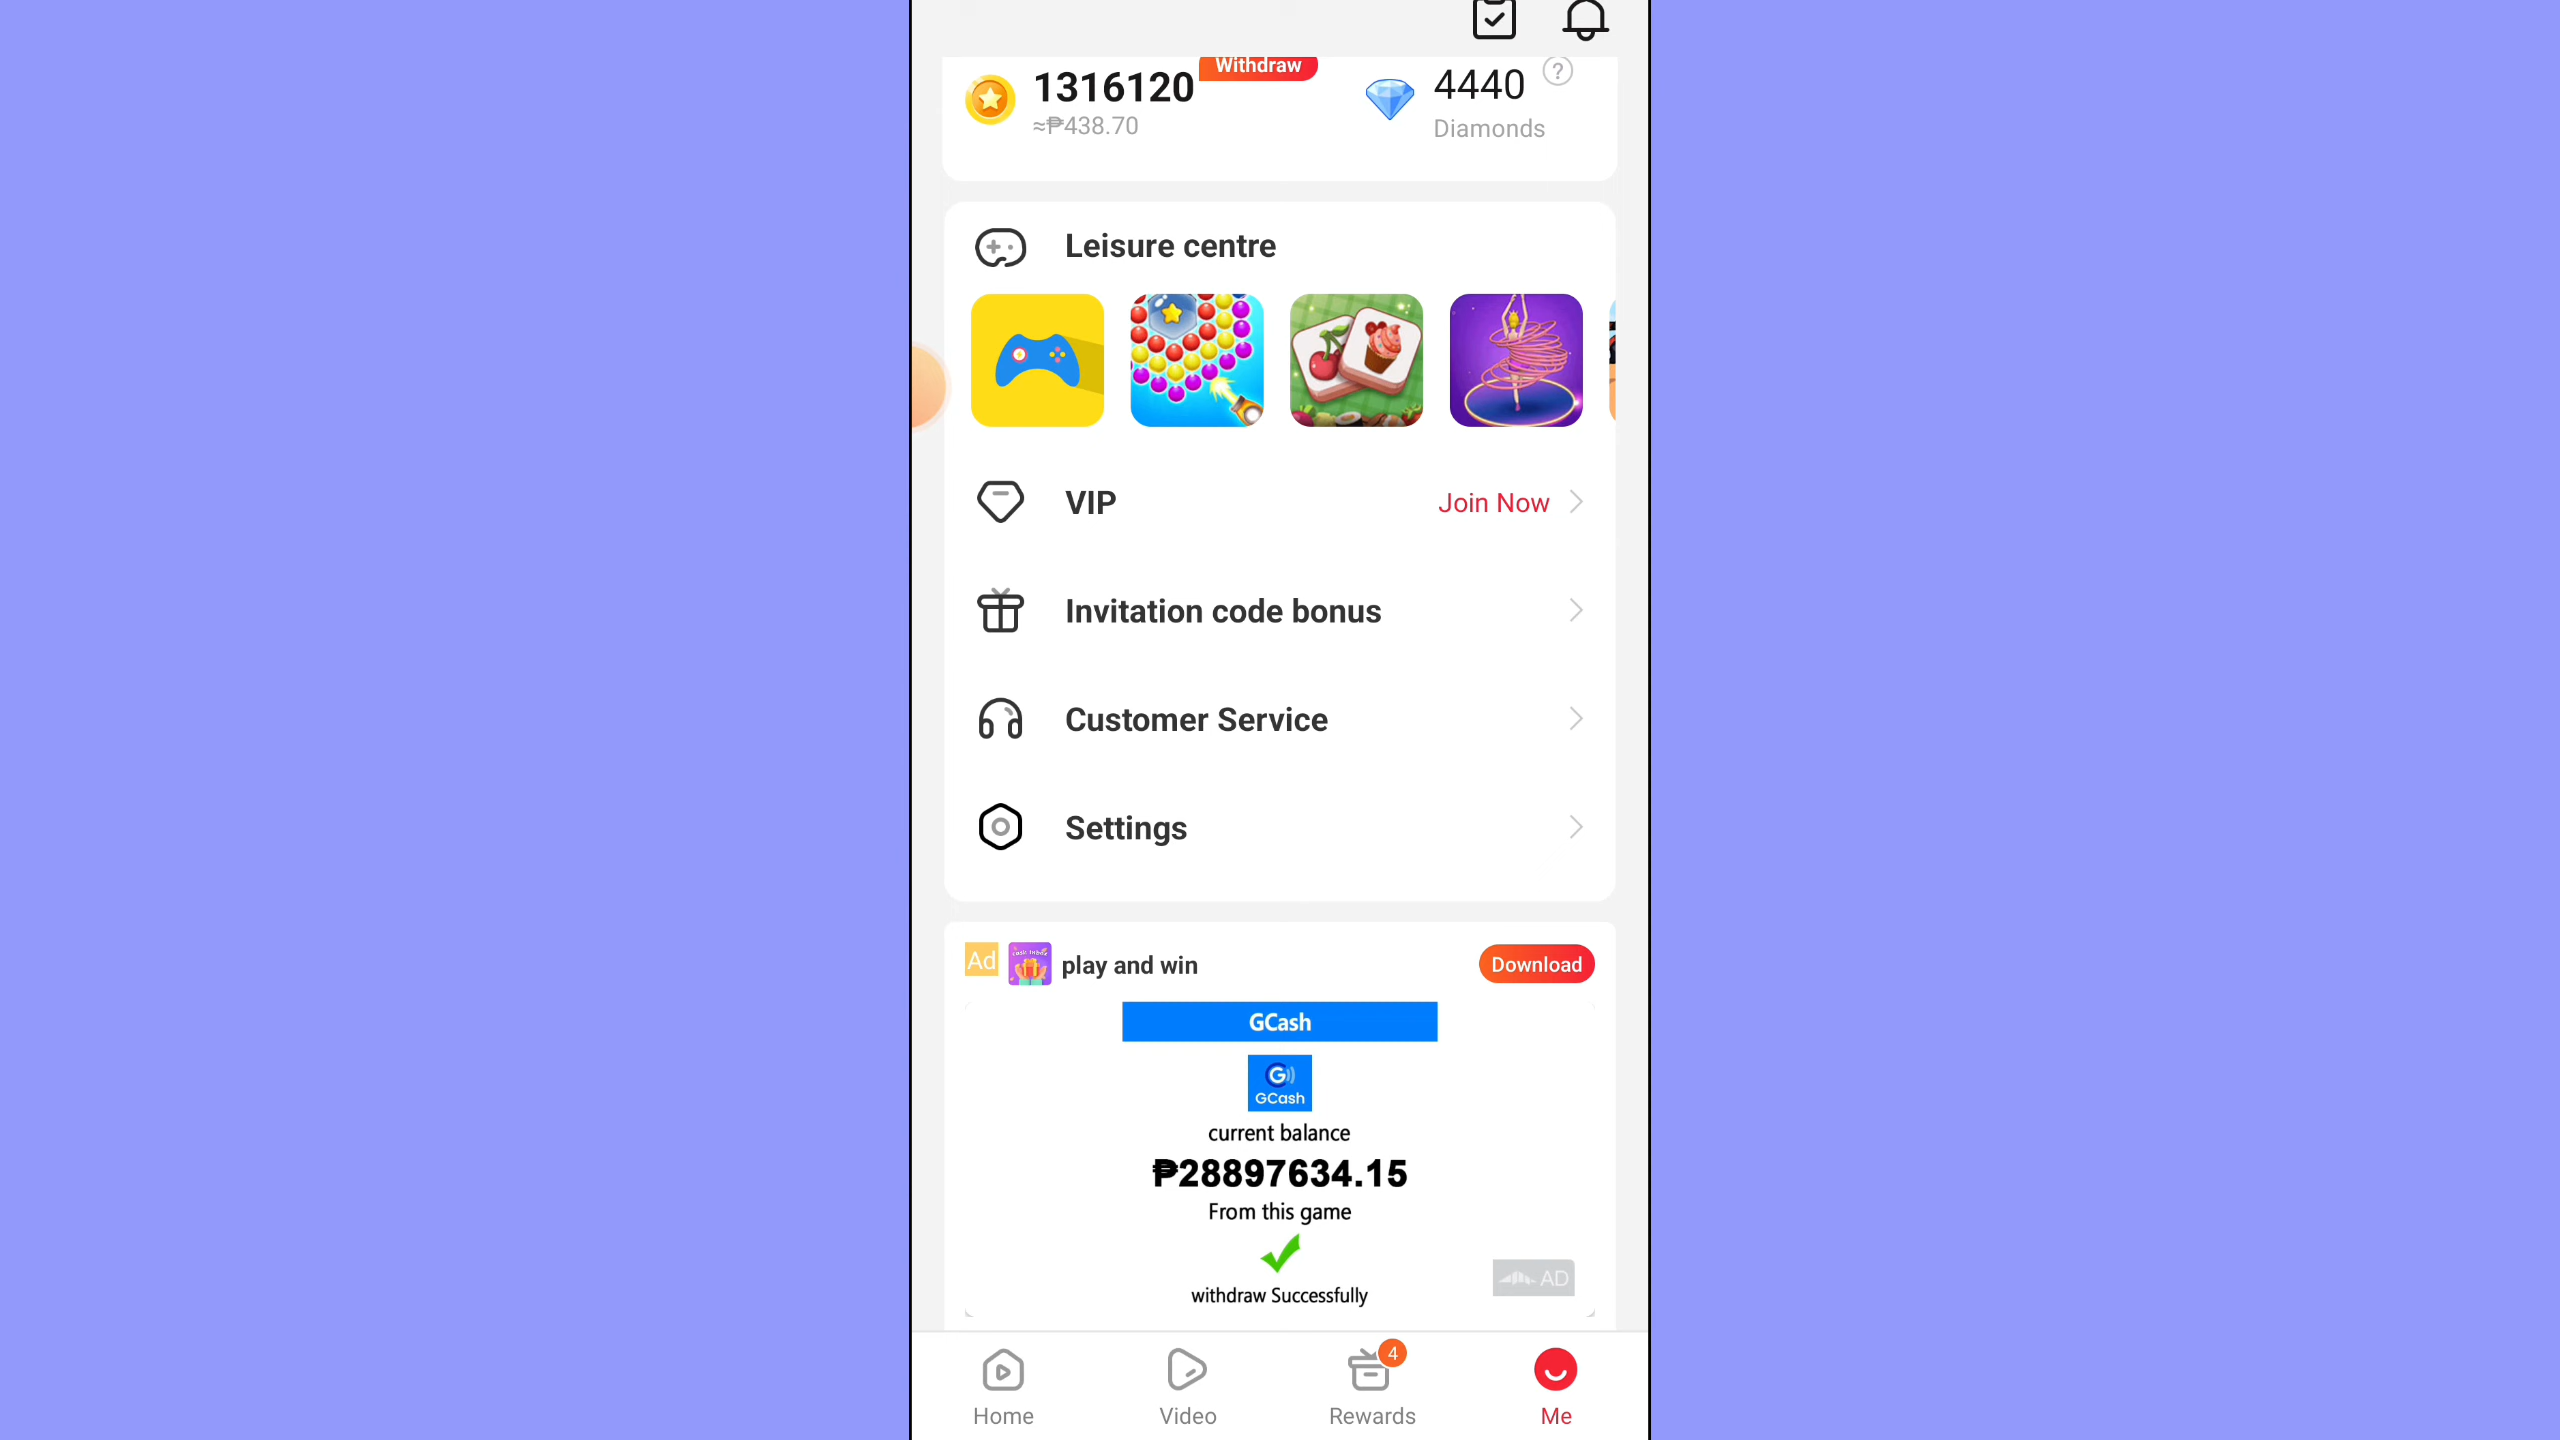 1316120
Withdraw
4440
?
≈₱438.70
Diamonds
Leisure centre
VIP
Join Now
Invitation code bonus
Customer Service
Settings
Ad
play and win
Download
GCash
G
GCash
current balance
₱28897634.15
From this game
AD
withdraw Successfully
4
Home
Video
Rewards
Me